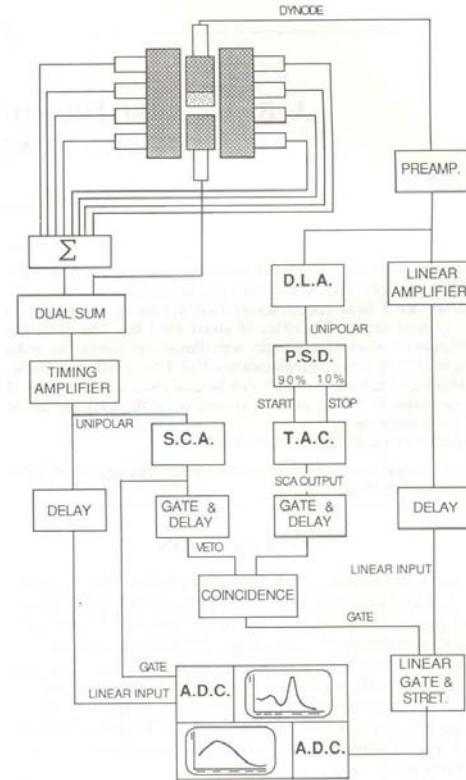 DYNODE
PREAMP.
Σ
D.L.A.
LINEAR
AMPLIFIER
DUAL SUM
UNIPOLAR
TIMING
AMPLIFIER
P.S.D.
90% 10%
START
STOP
UNIPOLAR
S.C.A.
T.A.C.
SCA OUTPUT
DELAY
GATE &
DELAY
GATE &
DELAY
DELAY
VETO
LINEAR INPUT
COINCIDENCE
GATE
GATE
LINEAR INPUT
A.D.C.
LINEAR
GATE &
STRET.
A.D.C.